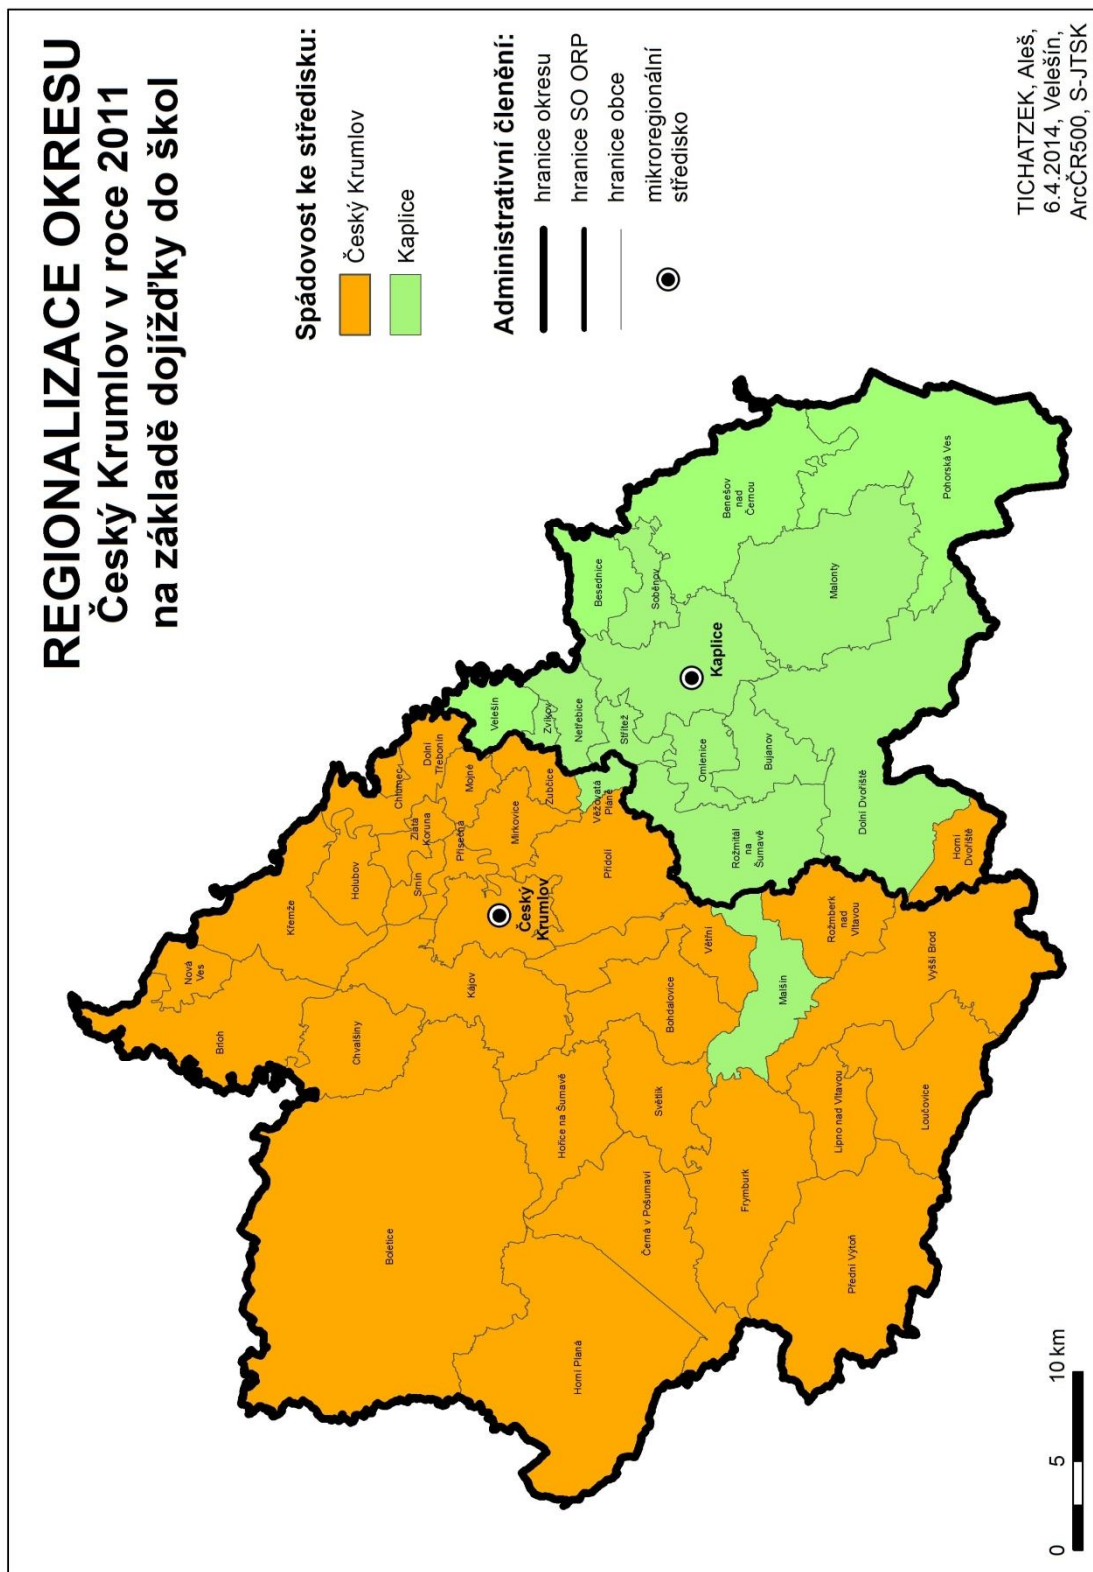 REGIONALIZACE OKRESU
Český Krumlov v roce 2011
na základě dojížďky do škol
Spádovost ke středisku:
Český Krumlov
Kaplice
Administrativní členění:
hranice okresu
hranice SO ORP
hranice obce
mikroregionální
středisko
TICHATZEK, Aleš,
6.4.2014, Velešín,
ArcČR500, S-JTSK
Nová
Ves
Brloh
Křemže
Holubov
Chvalšiny
Chlumec
Dolní
Třebonín
Zlatá
Koruna
Srnín
Mojné
Přísečná
Velešín
Boletice
Kájov
Český
Krumlov
Mirkovice
Zubčice
Zvíkov
Netřebice
Besednice
Věžovatá
Pláně
Střítež
Soběnov
Hořice na Šumavě
Přídolí
Horní Planá
Černá v Pošumaví
Světlík
Bohdalovice
Větřní
Omlenice
Kaplice
Benešov
nad
Černou
Rožmitál
na
Šumavě
Bujanov
Frymburk
Malšín
Rožmberk
nad
Vltavou
Malonty
Lipno nad Vltavou
Dolní Dvořiště
Přední Výtoň
Loučovice
Vyšší Brod
Horní
Dvořiště
Pohorská Ves
0
5
10 km